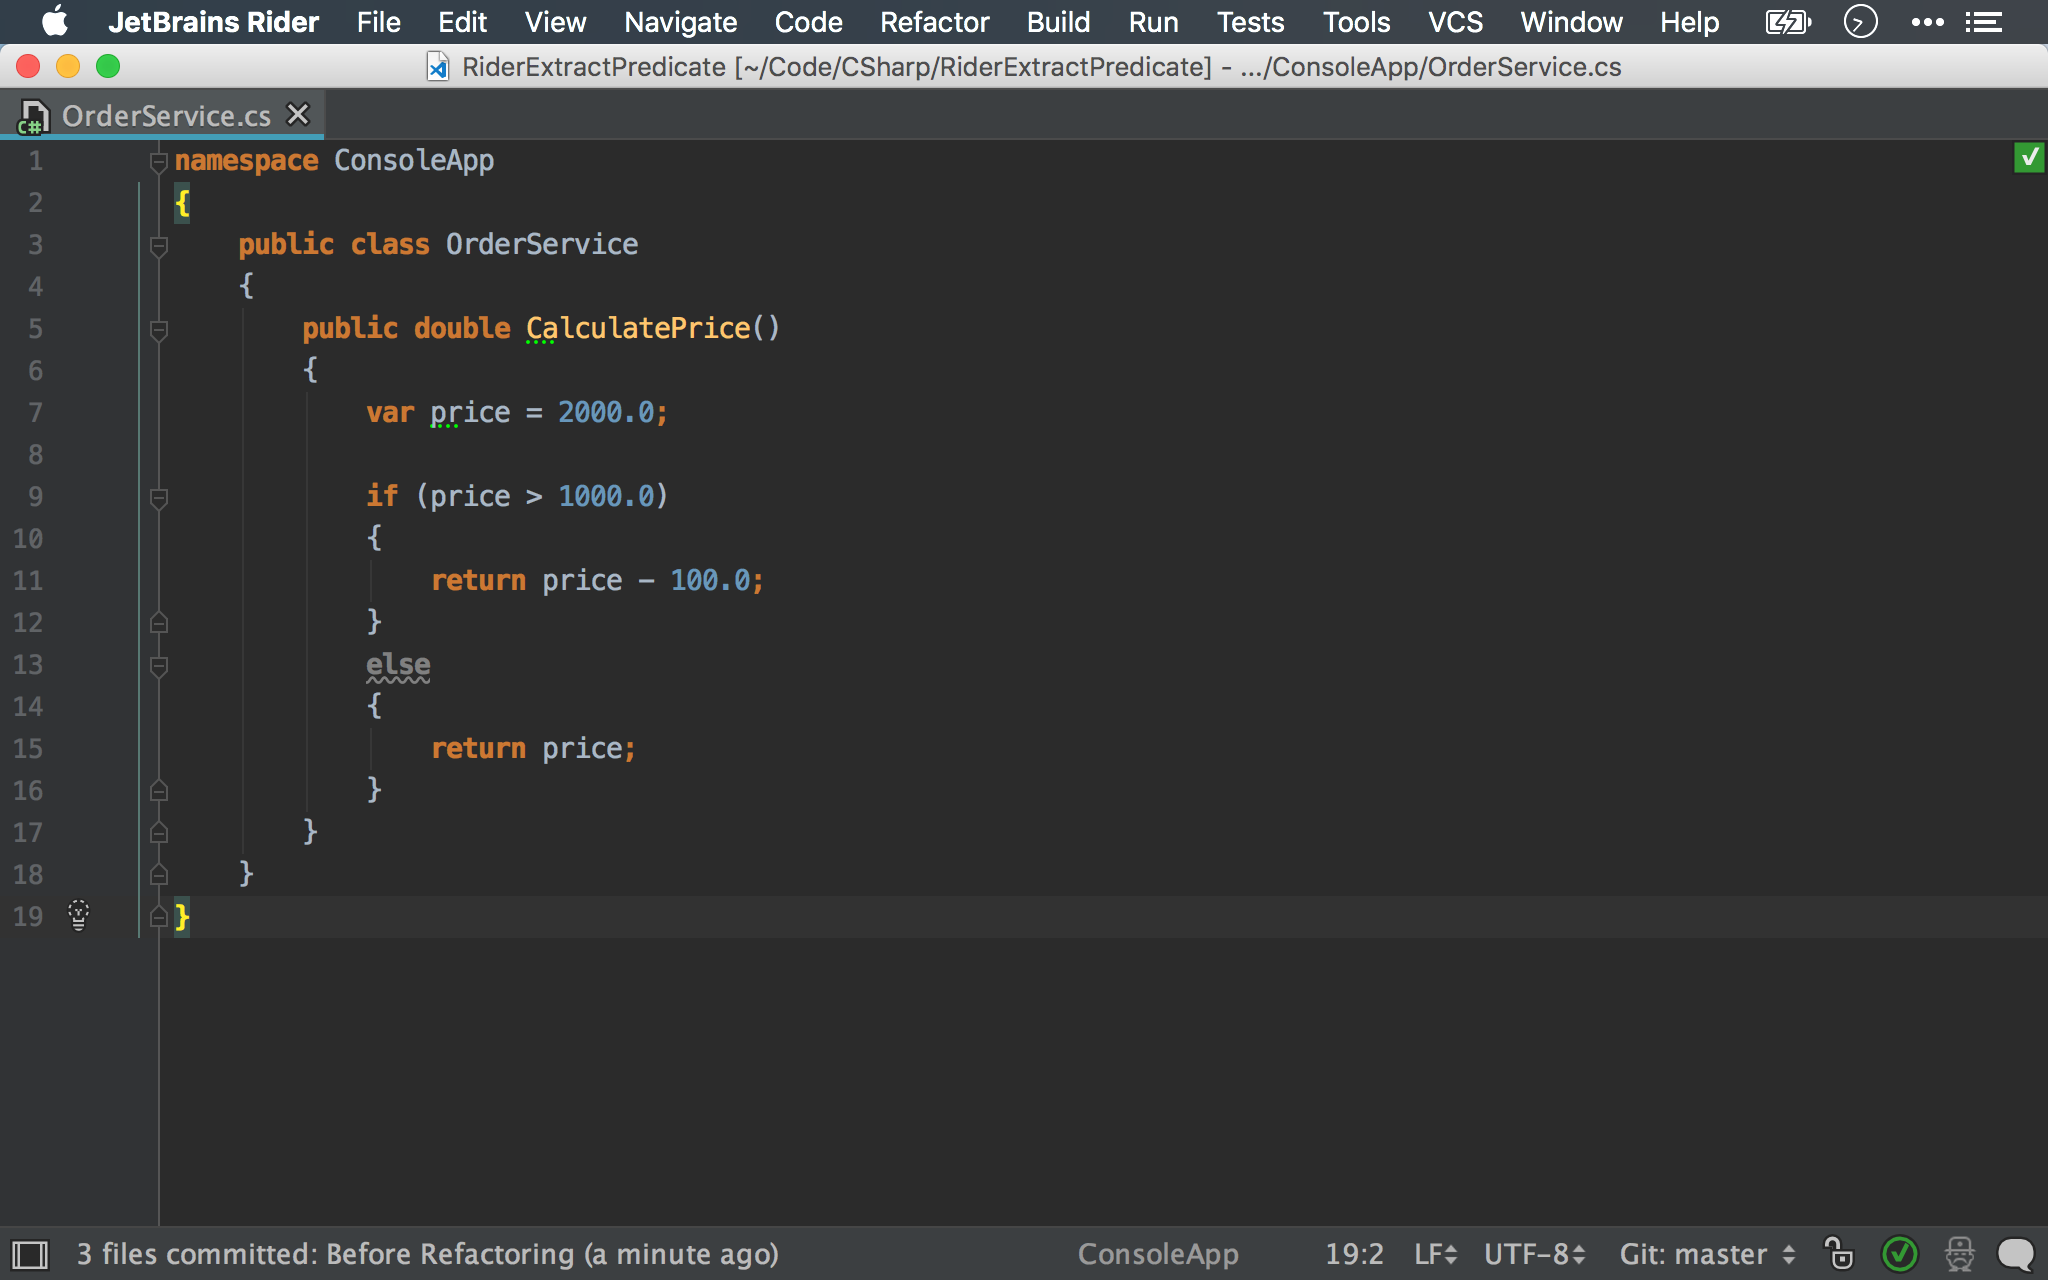 JetBrains Rider File Edit View Navigate Code Refactor Build Run Tests Tools VCS Window Help
RiderExtractPredicate [~/Code/CSharp/RiderExtractPredicate] - .../ConsoleApp/OrderService.cs
C# OrderService.cs
1 namespace ConsoleApp
2 {
3 public class OrderService
4 {
5 public double CalculatePrice()
6 {
7 var price = 2000.0;
8
9 if (price > 1000.0)
10 {
11 return price - 100.0;
12 }
13 else
14 {
15 return price;
16 }
17 }
18 }
19 }
3 files committed: Before Refactoring (a minute ago) ConsoleApp 19:2 LF UTF-8 Git: master